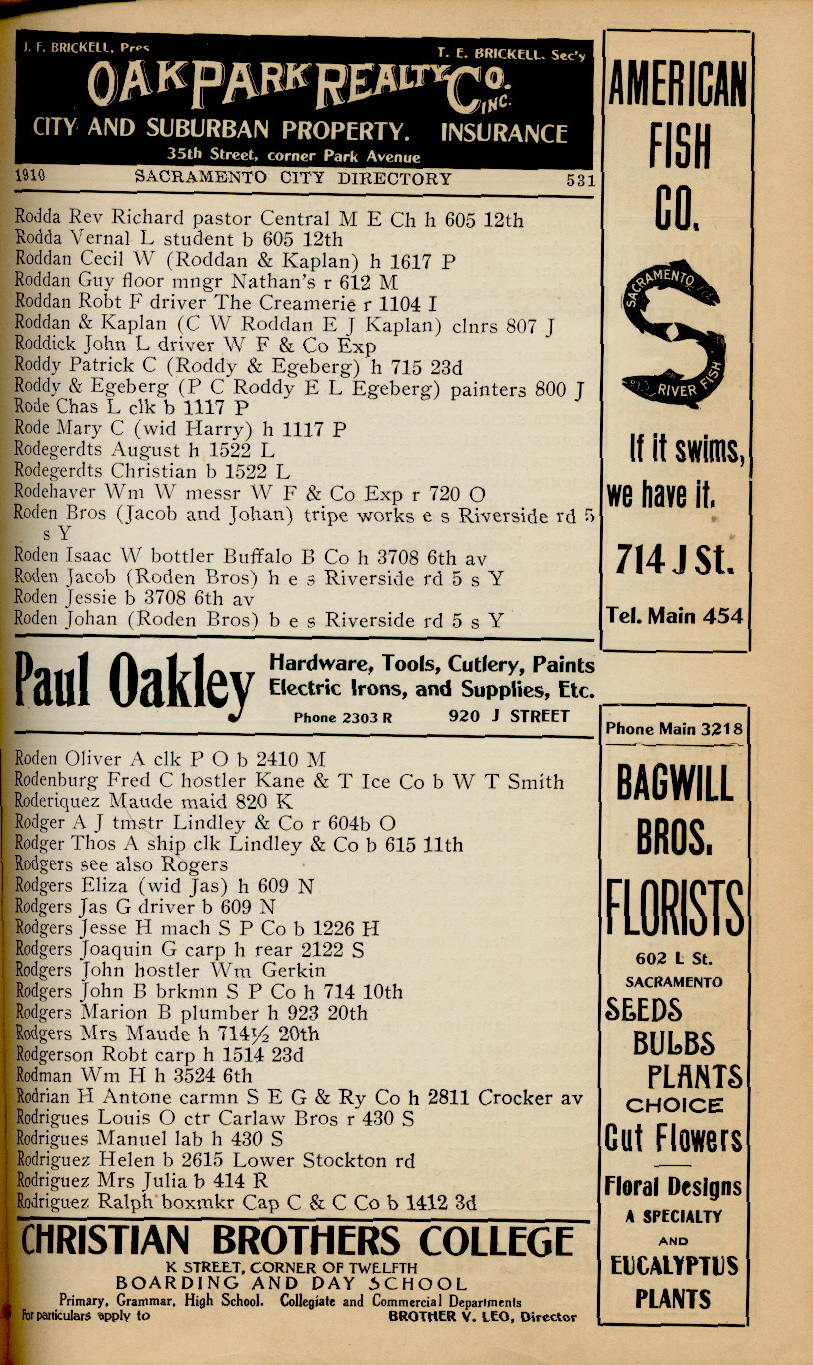 J. F. BRICKELL, Pres
T. E. BRICKELL. Sec'y
OAK PARK REALTY CO. INC.
CITY AND SUBURBAN PROPERTY. INSURANCE
35th Street, corner Park Avenue
1910 SACRAMENTO CITY DIRECTORY 531
Rodda Rev Richard pastor Central M E Ch h 605 12th
Rodda Vernal L student b 605 12th
Roddan Cecil W (Roddan & Kaplan) h 1617 P
Roddan Guy floor mngr Nathan's r 612 M
Roddan Robt F driver The Creamerie r 1104 I
Roddan & Kaplan (C W Roddan E J Kaplan) clnrs 807 J
Roddick John L driver W F & Co Exp
Roddy Patrick C (Roddy & Egeberg) h 715 23d
Roddy & Egeberg (P C Roddy E L Egeberg) painters 800 J
Rode Chas L clk b 1117 P
Rode Mary C (wid Harry) h 1117 P
Rodegerdts August h 1522 L
Rodegerdts Christian b 1522 L
Rodehaver Wm W messr W F & Co Exp r 720 O
Roden Bros (Jacob and Johan) tripe works e s Riverside rd 5
s Y
Roden Isaac W bottler Buffalo B Co h 3708 6th av
Roden Jacob (Roden Bros) h e s Riverside rd 5 s Y
Roden Jessie b 3708 6th av
Roden Johan (Roden Bros) b e s Riverside rd 5 s Y
Paul Oakley
Hardware, Tools, Cutlery, Paints
Electric Irons, and Supplies, Etc.
Phone 2303 R 920 J STREET
Roden Oliver A clk P O b 2410 M
Rodenburg Fred C hostler Kane & T Ice Co b W T Smith
Roderiquez Maude maid 820 K
Rodger A J tmstr Lindley & Co r 604b O
Rodger Thos A ship clk Lindley & Co b 615 11th
Rodgers see also Rogers
Rodgers Eliza (wid Jas) h 609 N
Rodgers Jas G driver b 609 N
Rodgers Jesse H mach S P Co b 1226 H
Rodgers Joaquin G carp h rear 2122 S
Rodgers John hostler Wm Gerkin
Rodgers John B brkmn S P Co h 714 10th
Rodgers Marion B plumber h 923 20th
Rodgers Mrs Maude h 714½ 20th
Rodgerson Robt carp h 1514 23d
Rodman Wm H h 3524 6th
Rodrian H Antone carmn S E G & Ry Co h 2811 Crocker av
Rodrigues Louis O ctr Carlaw Bros r 430 S
Rodrigues Manuel lab h 430 S
Rodriguez Helen b 2615 Lower Stockton rd
Rodriguez Mrs Julia b 414 R
Rodriguez Ralph boxmkr Cap C & C Co b 1412 3d
CHRISTIAN BROTHERS COLLEGE
K STREET, CORNER OF TWELFTH
BOARDING AND DAY SCHOOL
Primary, Grammar, High School. Collegiate and Commercial Departments
For particulars apply to BROTHER V. LEO, Director
AMERICAN
FISH
CO.
SACRAMENTO
RIVER FISH
If it swims,
we have it.
714 J St.
Tel. Main 454
Phone Main 3218
BAGWILL
BROS.
FLORISTS
602 L St.
SACRAMENTO
SEEDS
BULBS
PLANTS
CHOICE
Cut Flowers
Floral Designs
A SPECIALTY
AND
EUCALYPTUS
PLANTS